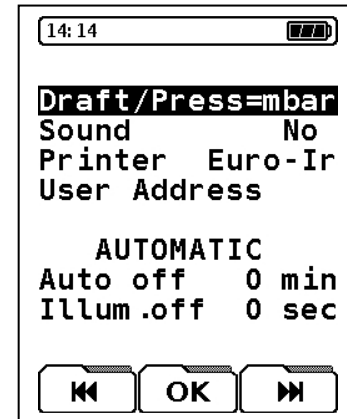 14:14
Draft/Press=mbar
Sound No
Printer Euro-Ir
User Address
AUTOMATIC
Auto off 0 min
Illum.off 0 sec
OK